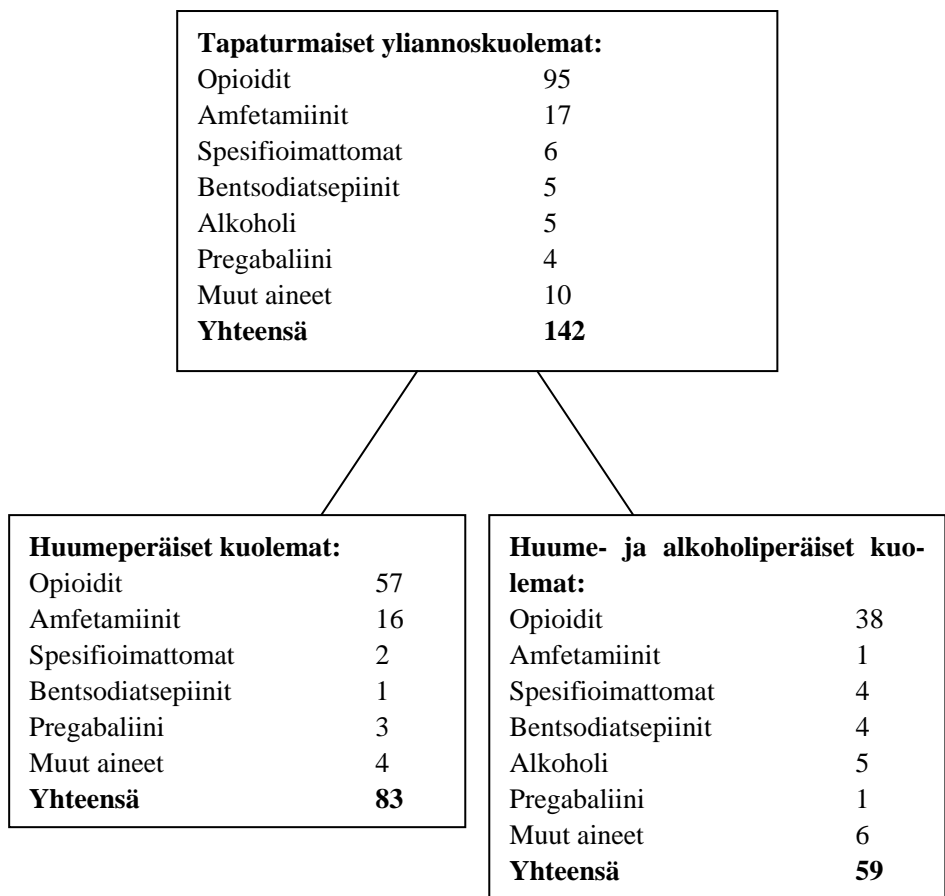 Tapaturmaiset yliannoskuolemat:
Opioidit 95
Amfetamiinit 17
Spesifioimattomat 6
Bentsodiatsepiinit 5
Alkoholi 5
Pregabaliini 4
Muut aineet 10
Yhteensä 142
Huumeperäiset kuolemat:
Opioidit 57
Amfetamiinit 16
Spesifioimattomat 2
Bentsodiatsepiinit 1
Pregabaliini 3
Muut aineet 4
Yhteensä 83
Huume- ja alkoholiperäiset kuo-
lemat:
Opioidit 38
Amfetamiinit 1
Spesifioimattomat 4
Bentsodiatsepiinit 4
Alkoholi 5
Pregabaliini 1
Muut aineet 6
Yhteensä 59